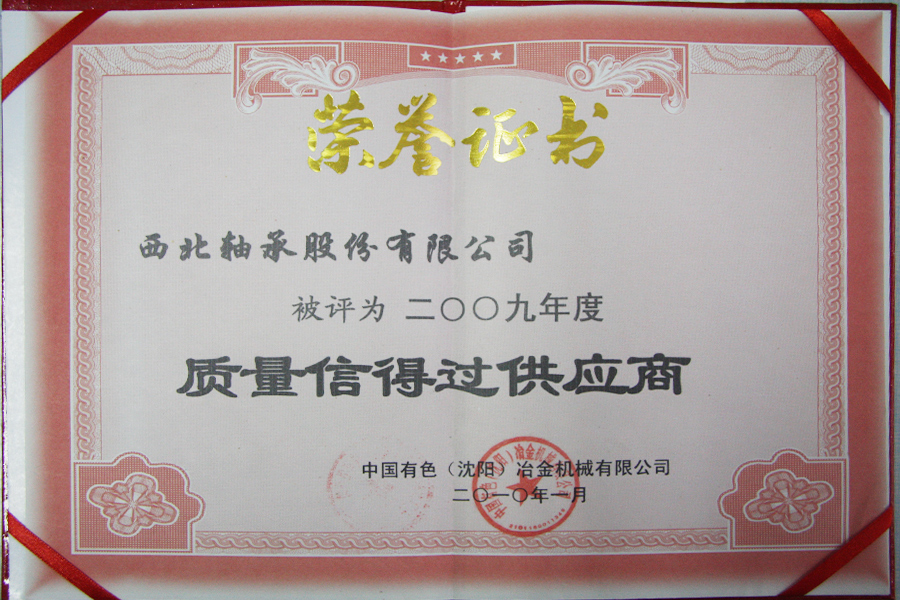 荣誉证书
西北轴承股份有限公司
被评为 二〇〇九年度
质量信得过供应商
中国有色（沈阳）冶金机械有限公司
二〇一〇年一月